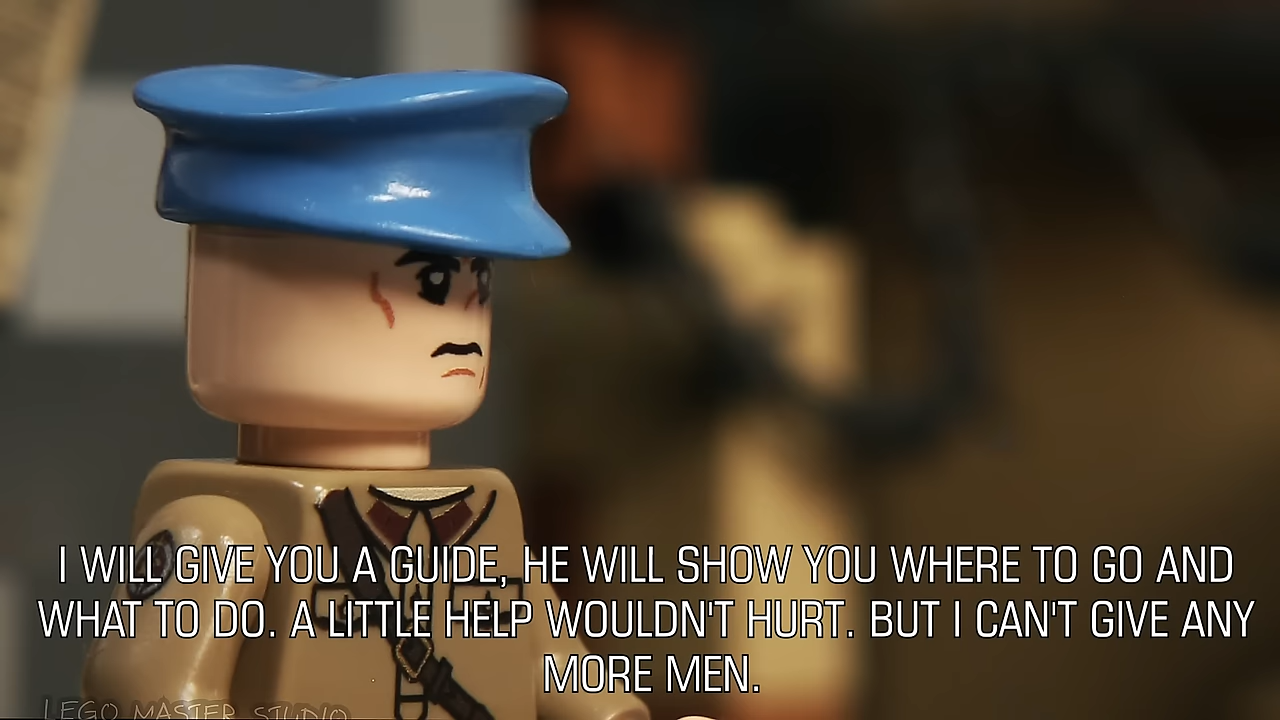 I WILL GIVE YOU A GUIDE, HE WILL SHOW YOU WHERE TO GO AND
WHAT TO DO. A LITTLE HELP WOULDN'T HURT. BUT I CAN'T GIVE ANY
MORE MEN.
LEGO MASTER STUDIO